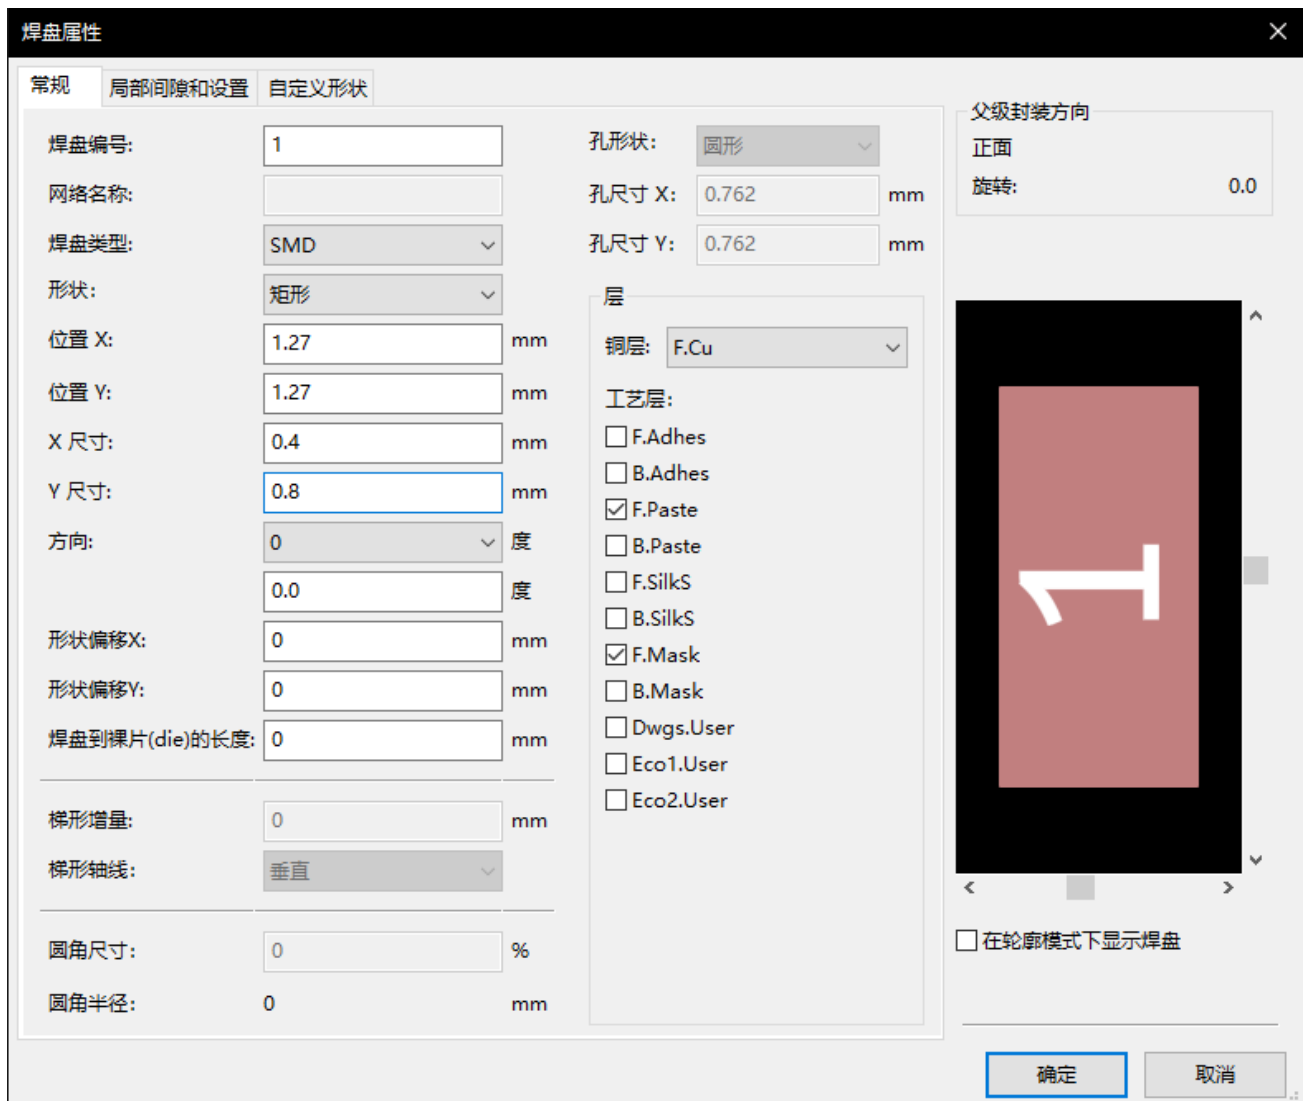 焊盘属性
常规 局部间隙和设置 自定义形状
焊盘编号: 1
网络名称:
焊盘类型: SMD
形状: 矩形
位置 X: 1.27 mm
位置 Y: 1.27 mm
X 尺寸: 0.4 mm
Y 尺寸: 0.8 mm
方向: 0 度
0.0 度
形状偏移X: 0 mm
形状偏移Y: 0 mm
焊盘到裸片(die)的长度: 0 mm
梯形增量: 0 mm
梯形轴线: 垂直
圆角尺寸: 0 %
圆角半径: 0 mm
孔形状: 圆形
孔尺寸 X: 0.762 mm
孔尺寸 Y: 0.762 mm
层
铜层: F.Cu
工艺层:
F.Adhes
B.Adhes
F.Paste
B.Paste
F.SilkS
B.SilkS
F.Mask
B.Mask
Dwgs.User
Eco1.User
Eco2.User
父级封装方向
正面
旋转: 0.0
1
在轮廓模式下显示焊盘
确定 取消